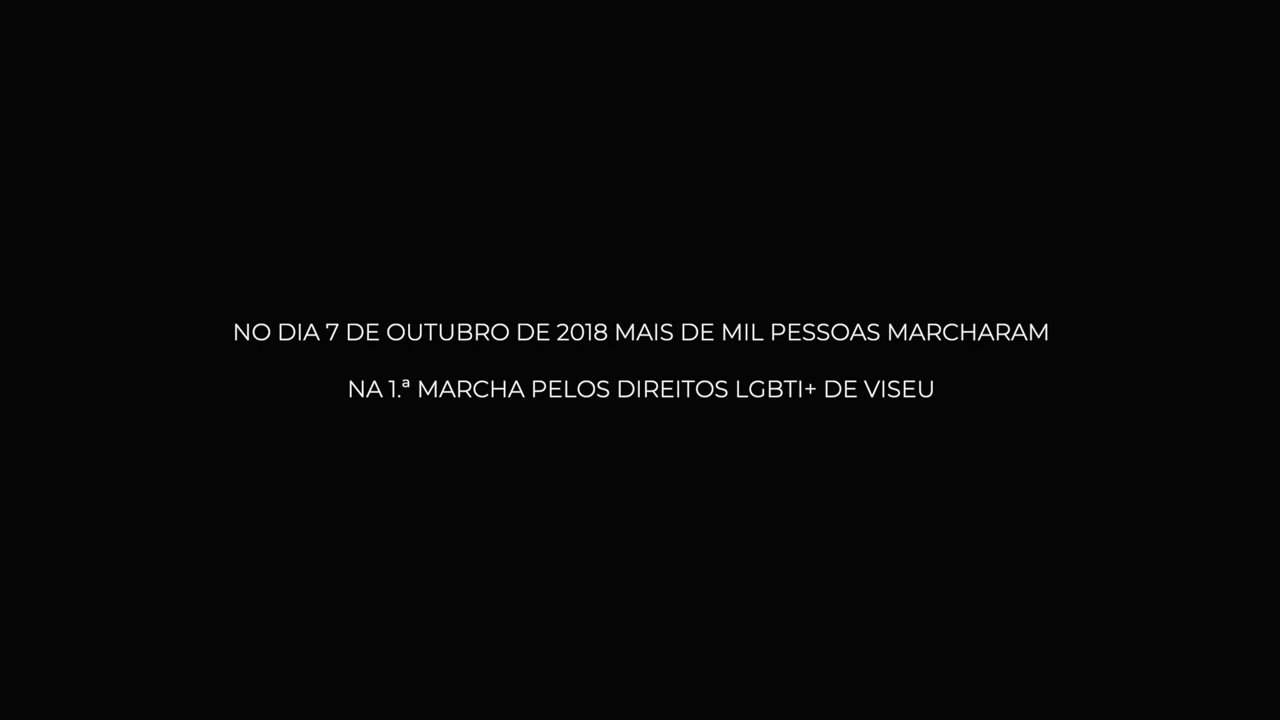 NO DIA 7 DE OUTUBRO DE 2018 MAIS DE MIL PESSOAS MARCHARAM
NA 1.ª MARCHA PELOS DIREITOS LGBTI+ DE VISEU